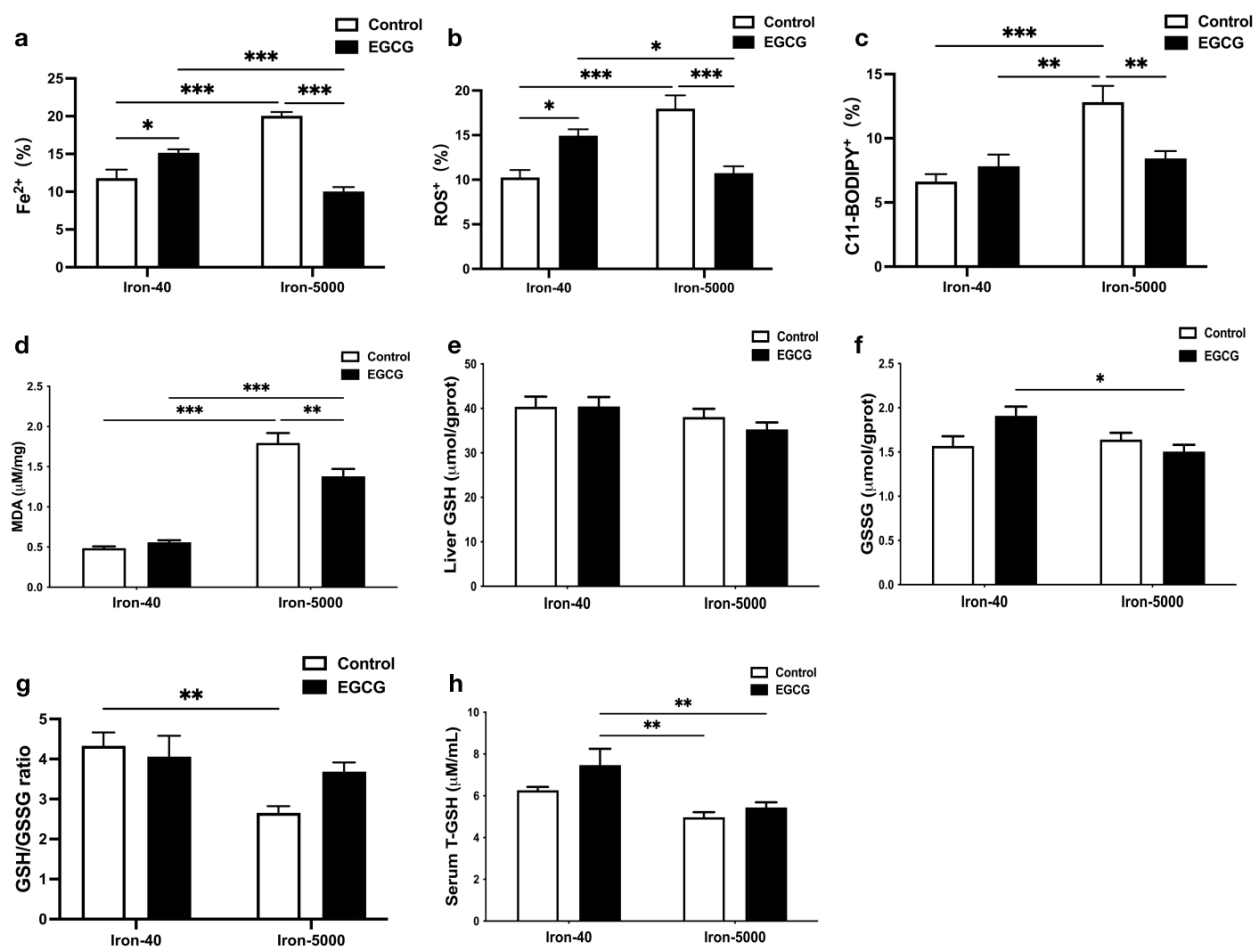 a
Control
EGCG
***
***
***
*
Fe²⁺ (%)
25
20
15
10
5
0
Iron-40
Iron-5000
b
Control
EGCG
*
***
***
*
ROS⁺ (%)
20
15
10
5
0
Iron-40
Iron-5000
c
Control
EGCG
***
**
**
C11-BODIPY⁺ (%)
15
10
5
0
Iron-40
Iron-5000
d
Control
EGCG
***
***
**
MDA (μM/mg)
2.5
2.0
1.5
1.0
0.5
0.0
Iron-40
Iron-5000
e
Control
EGCG
Liver GSH (μmol/gprot)
50
40
30
20
10
0
Iron-40
Iron-5000
f
Control
EGCG
*
GSSG (μmol/gprot)
2.5
2.0
1.5
1.0
0.5
0.0
Iron-40
Iron-5000
g
Control
EGCG
**
GSH/GSSG ratio
5
4
3
2
1
0
Iron-40
Iron-5000
h
Control
EGCG
**
**
Serum T-GSH (μM/mL)
10
8
6
4
2
0
Iron-40
Iron-5000